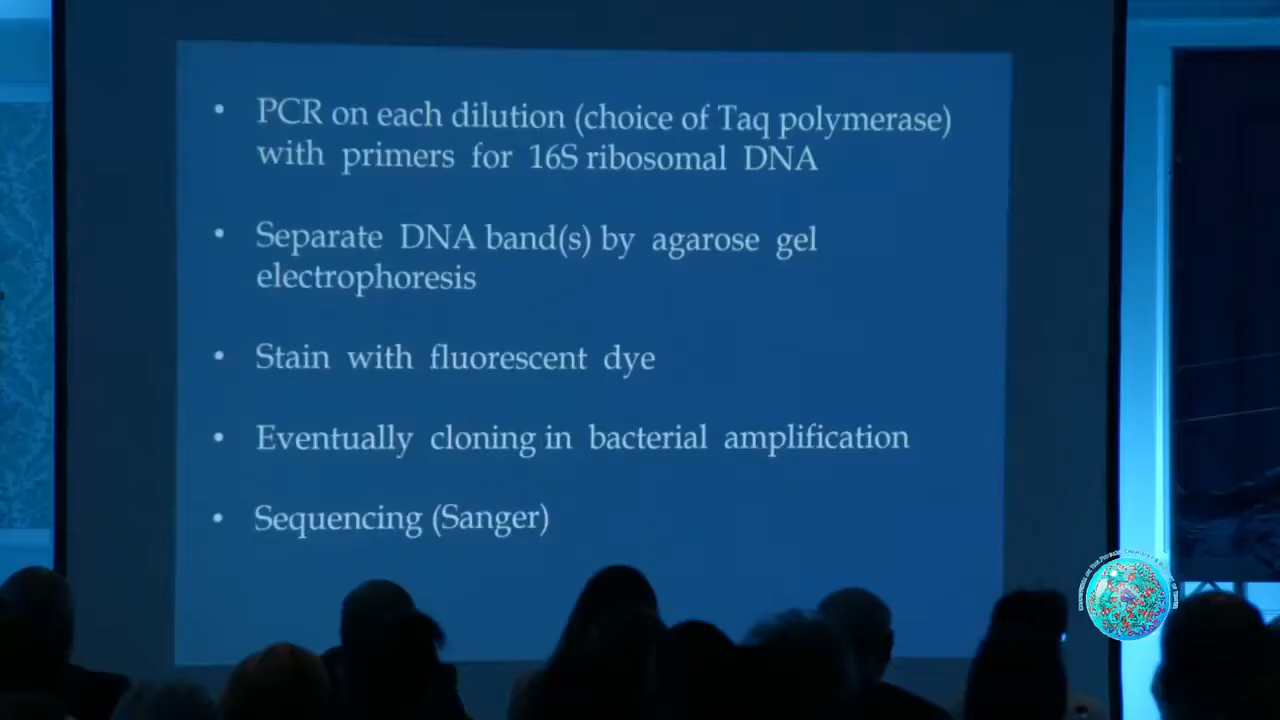 • PCR on each dilution (choice of Taq polymerase)
with primers for 16S ribosomal DNA
• Separate DNA band(s) by agarose gel
electrophoresis
• Stain with fluorescent dye
• Eventually cloning in bacterial amplification
• Sequencing (Sanger)